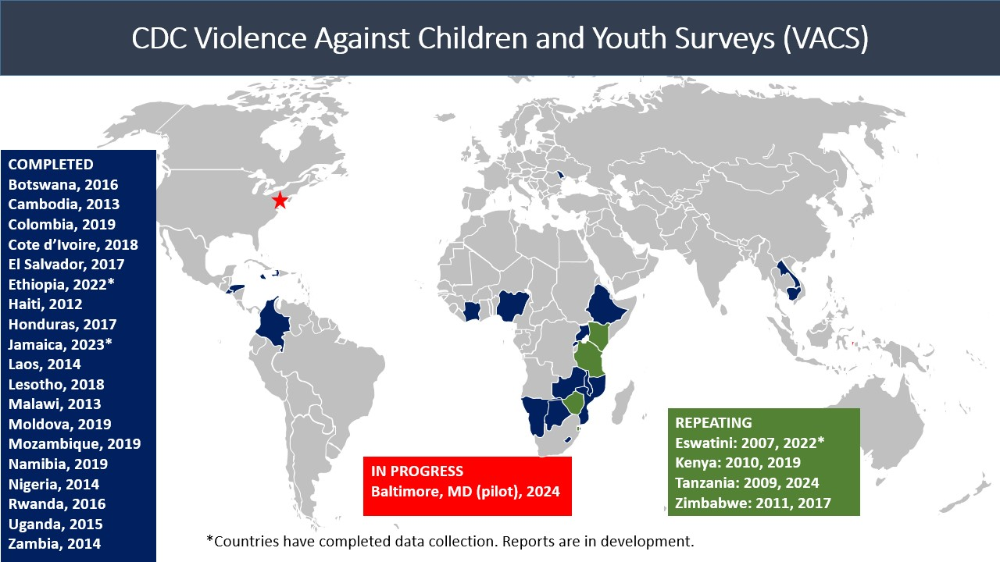 CDC Violence Against Children and Youth Surveys (VACS)
COMPLETED
Botswana, 2016
Cambodia, 2013
Colombia, 2019
Cote d’Ivoire, 2018
El Salvador, 2017
Ethiopia, 2022*
Haiti, 2012
Honduras, 2017
Jamaica, 2023*
Laos, 2014
Lesotho, 2018
Malawi, 2013
Moldova, 2019
Mozambique, 2019
Namibia, 2019
Nigeria, 2014
Rwanda, 2016
Uganda, 2015
Zambia, 2014
IN PROGRESS
Baltimore, MD (pilot), 2024
REPEATING
Eswatini: 2007, 2022*
Kenya: 2010, 2019
Tanzania: 2009, 2024
Zimbabwe: 2011, 2017
*Countries have completed data collection. Reports are in development.